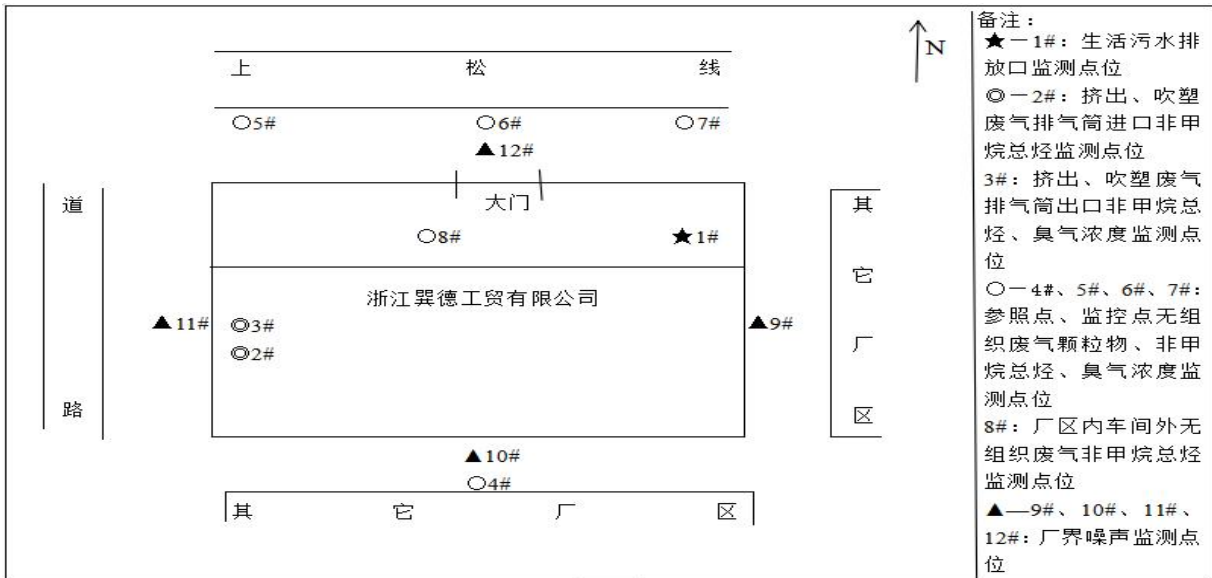 上 松 线
N
○5# ○6# ○7#
▲12#
大门
○8# ★1#
道
路
浙江巽德工贸有限公司
▲11# ◎3# ▲9#
◎2#
其
它
厂
区
▲10#
○4#
其 它 厂 区
备注：
★－1#：生活污水排
放口监测点位
◎－2#：挤出、吹塑
废气排气筒进口非甲
烷总烃监测点位
3#：挤出、吹塑废气
排气筒出口非甲烷总
烃、臭气浓度监测点
位
○－4#、5#、6#、7#：
参照点、监控点无组
织废气颗粒物、非甲
烷总烃、臭气浓度监
测点位
8#：厂区内车间外无
组织废气非甲烷总烃
监测点位
▲—9#、10#、11#、
12#：厂界噪声监测点
位